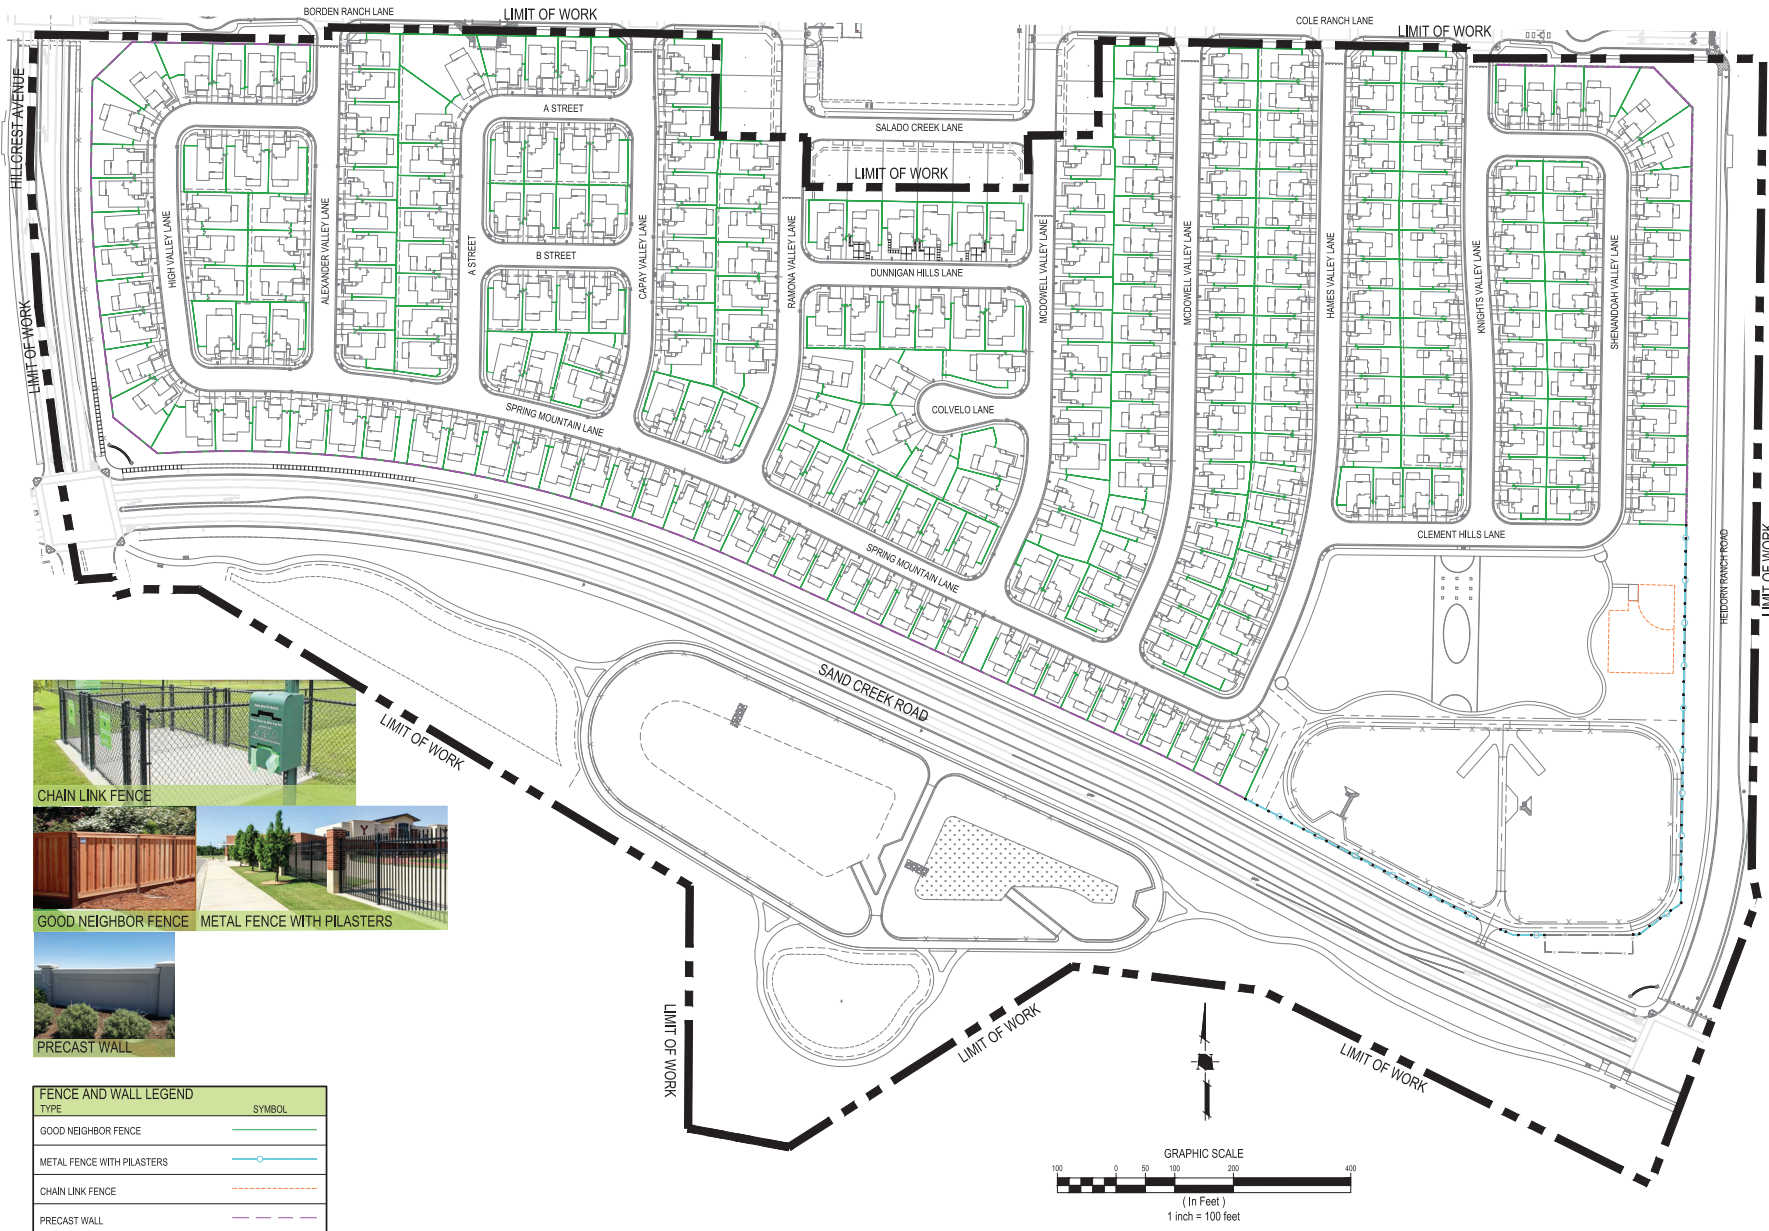 BORDEN RANCH LANE
LIMIT OF WORK
COLE RANCH LANE
LIMIT OF WORK
HILLCREST AVENUE
A STREET
SALADO CREEK LANE
LIMIT OF WORK
HIGH VALLEY LANE
ALEXANDER VALLEY LANE
A STREET
B STREET
CAPAY VALLEY LANE
RAMONA VALLEY LANE
DUNNIGAN HILLS LANE
MCDOWELL VALLEY LANE
MCDOWELL VALLEY LANE
HAMES VALLEY LANE
KNIGHTS VALLEY LANE
SHENANDOAH VALLEY LANE
LIMIT OF WORK
SPRING MOUNTAIN LANE
COLVELO LANE
SPRING MOUNTAIN LANE
CLEMENT HILLS LANE
HEIDORN RANCH ROAD
LIMIT OF WORK
SAND CREEK ROAD
LIMIT OF WORK
CHAIN LINK FENCE
GOOD NEIGHBOR FENCE
METAL FENCE WITH PILASTERS
PRECAST WALL
LIMIT OF WORK
LIMIT OF WORK
LIMIT OF WORK
N
FENCE AND WALL LEGEND
TYPE SYMBOL
GOOD NEIGHBOR FENCE
METAL FENCE WITH PILASTERS
CHAIN LINK FENCE
PRECAST WALL
GRAPHIC SCALE
100 0 50 100 200 400
( In Feet )
1 inch = 100 feet